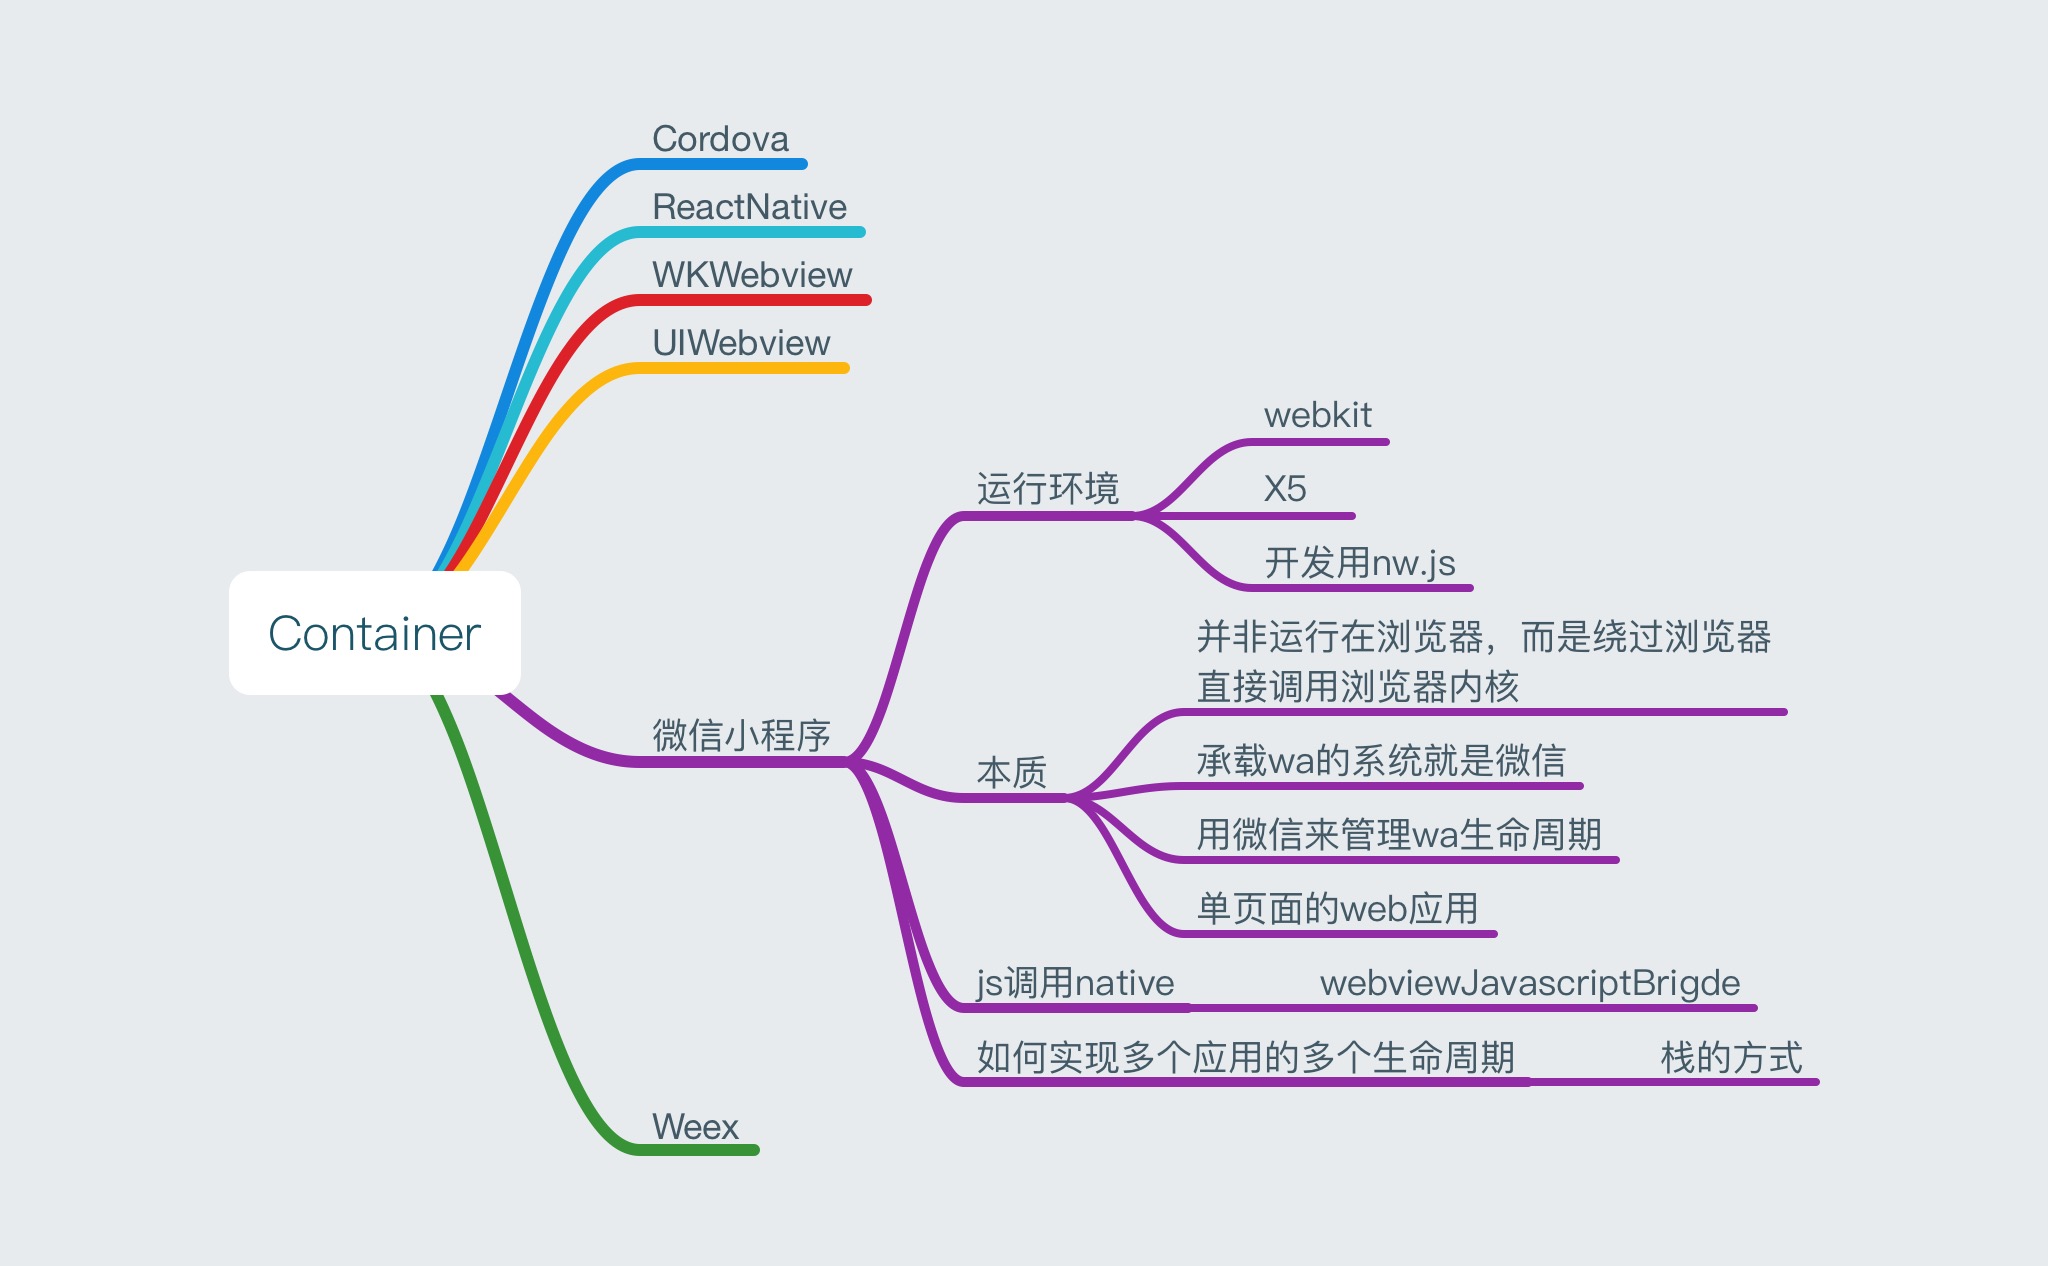 Cordova
ReactNative
WKWebview
UIWebview
Container
微信小程序
运行环境
webkit
X5
开发用nw.js
本质
并非运行在浏览器，而是绕过浏览器
直接调用浏览器内核
承载wa的系统就是微信
用微信来管理wa生命周期
单页面的web应用
js调用native
webviewJavascriptBrigde
如何实现多个应用的多个生命周期
栈的方式
Weex